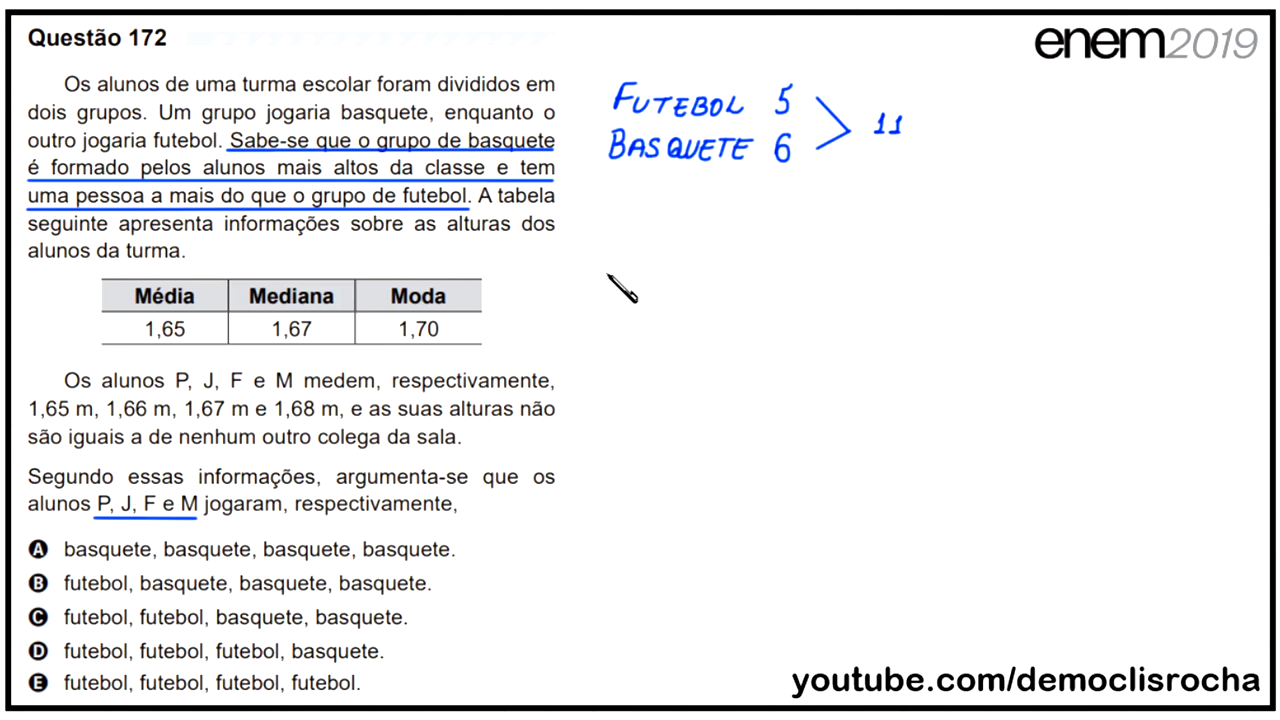 Questão 172
enem2019
Os alunos de uma turma escolar foram divididos em
dois grupos. Um grupo jogaria basquete, enquanto o
outro jogaria futebol. Sabe-se que o grupo de basquete
é formado pelos alunos mais altos da classe e tem
uma pessoa a mais do que o grupo de futebol. A tabela
seguinte apresenta informações sobre as alturas dos
alunos da turma.
Média Mediana Moda
1,65 1,67 1,70
Os alunos P, J, F e M medem, respectivamente,
1,65 m, 1,66 m, 1,67 m e 1,68 m, e as suas alturas não
são iguais a de nenhum outro colega da sala.
Segundo essas informações, argumenta-se que os
alunos P, J, F e M jogaram, respectivamente,
A basquete, basquete, basquete, basquete.
B futebol, basquete, basquete, basquete.
C futebol, futebol, basquete, basquete.
D futebol, futebol, futebol, basquete.
E futebol, futebol, futebol, futebol.
FUTEBOL 5
BASQUETE 6
11
youtube.com/democlisrocha